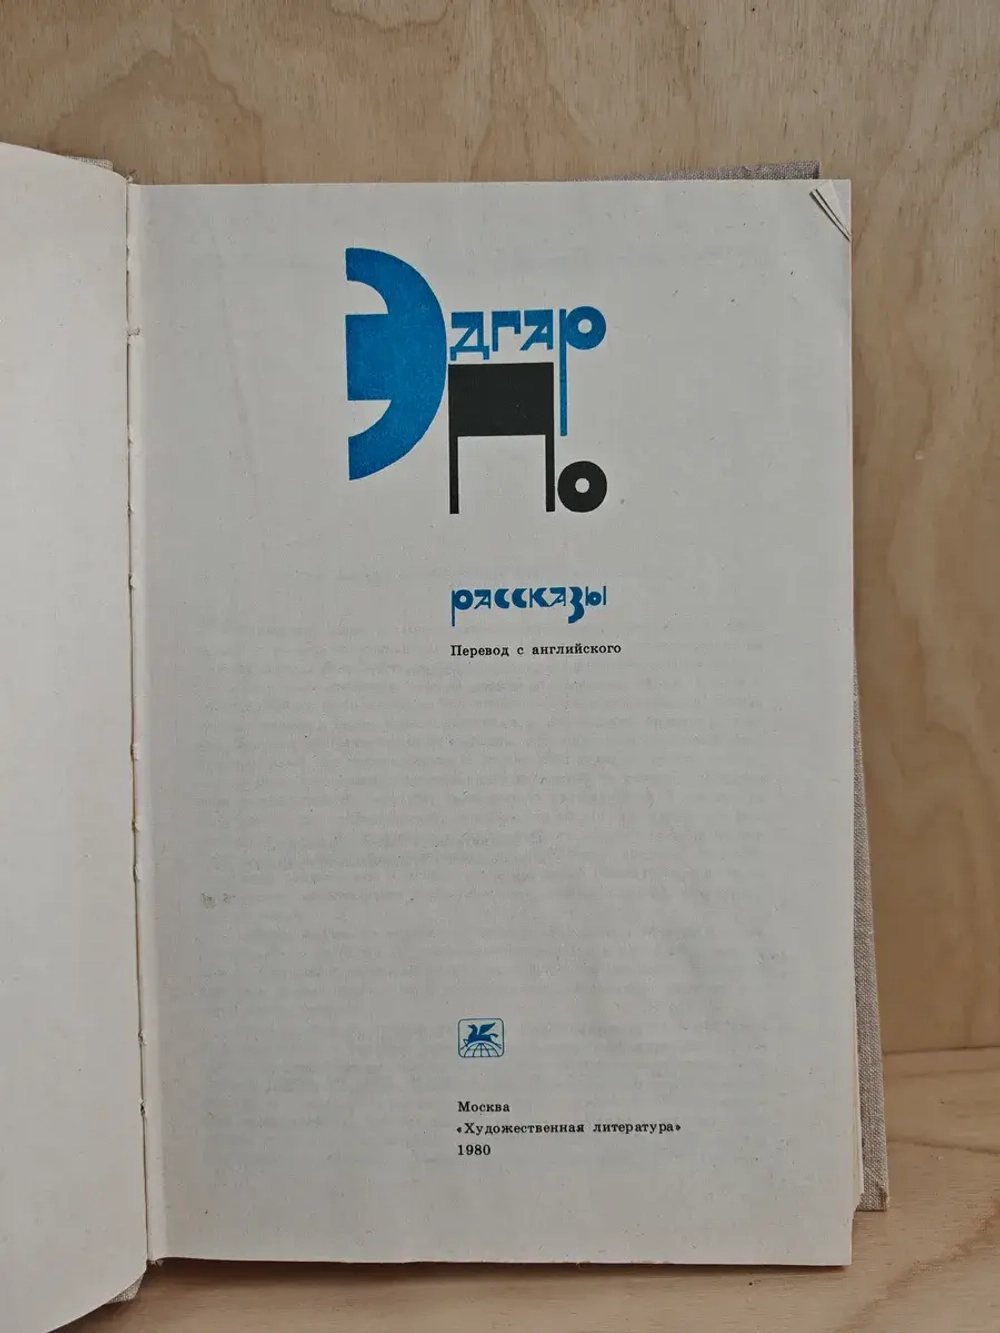 Эдгар
По
рассказы
Перевод с английского
Москва
«Художественная литература»
1980